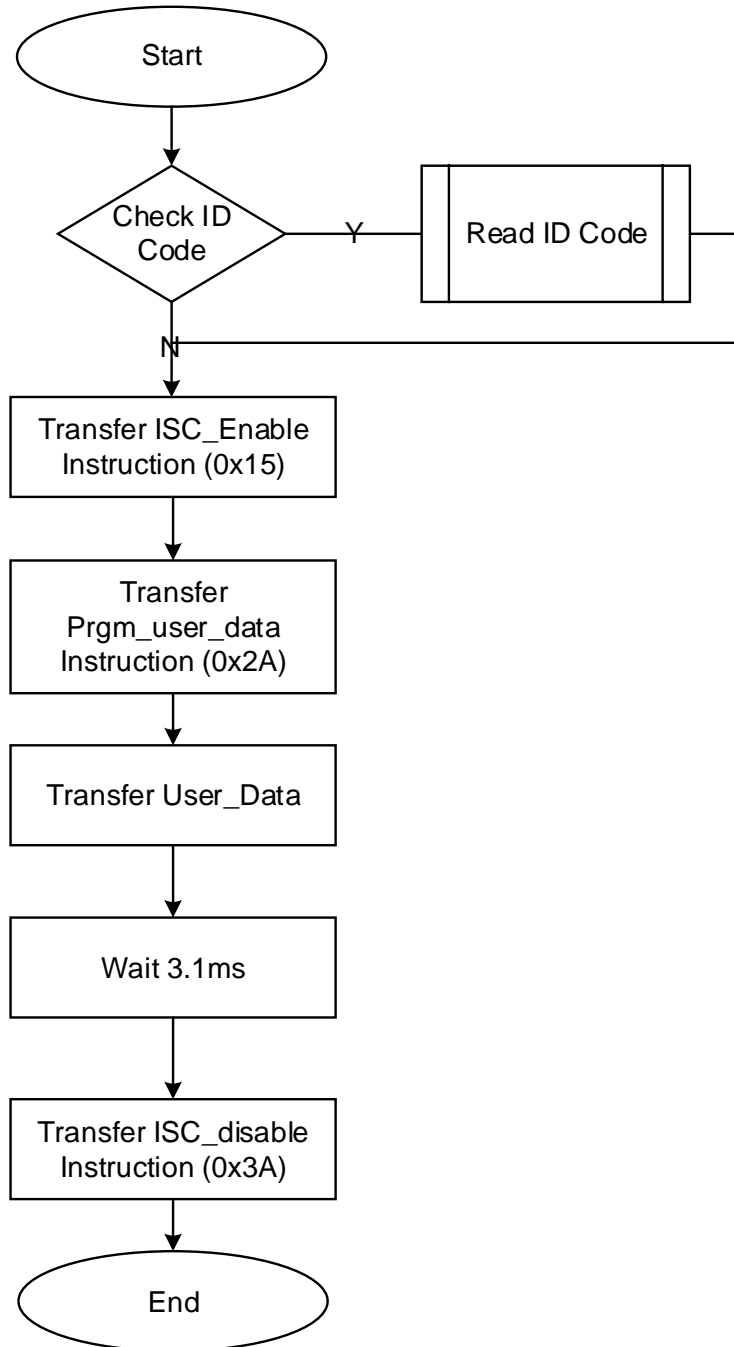 Start
Check ID
Code
Y
Read ID Code
N
Transfer ISC_Enable
Instruction (0x15)
Transfer
Prgm_user_data
Instruction (0x2A)
Transfer User_Data
Wait 3.1ms
Transfer ISC_disable
Instruction (0x3A)
End